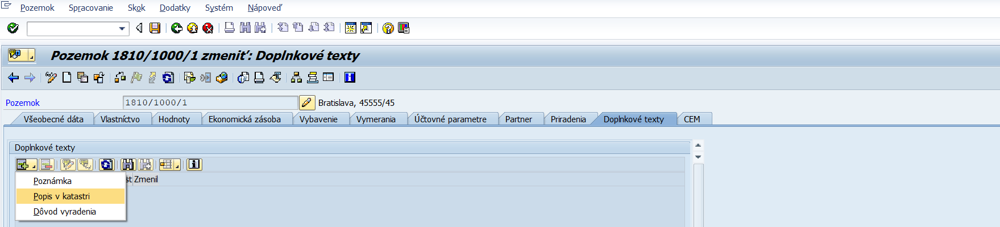 Pozemok Spracovanie Skok Dodatky Systém Nápoveď
Pozemok 1810/1000/1 zmeniť: Doplnkové texty
Pozemok 1810/1000/1 Bratislava, 45555/45
Všeobecné dáta Vlastníctvo Hodnoty Ekonomická zásoba Vybavenie Vymerania Účtovné parametre Partner Priradenia Doplnkové texty CEM
Doplnkové texty
st Zmenil
Poznámka
Popis v katastri
Dôvod vyradenia